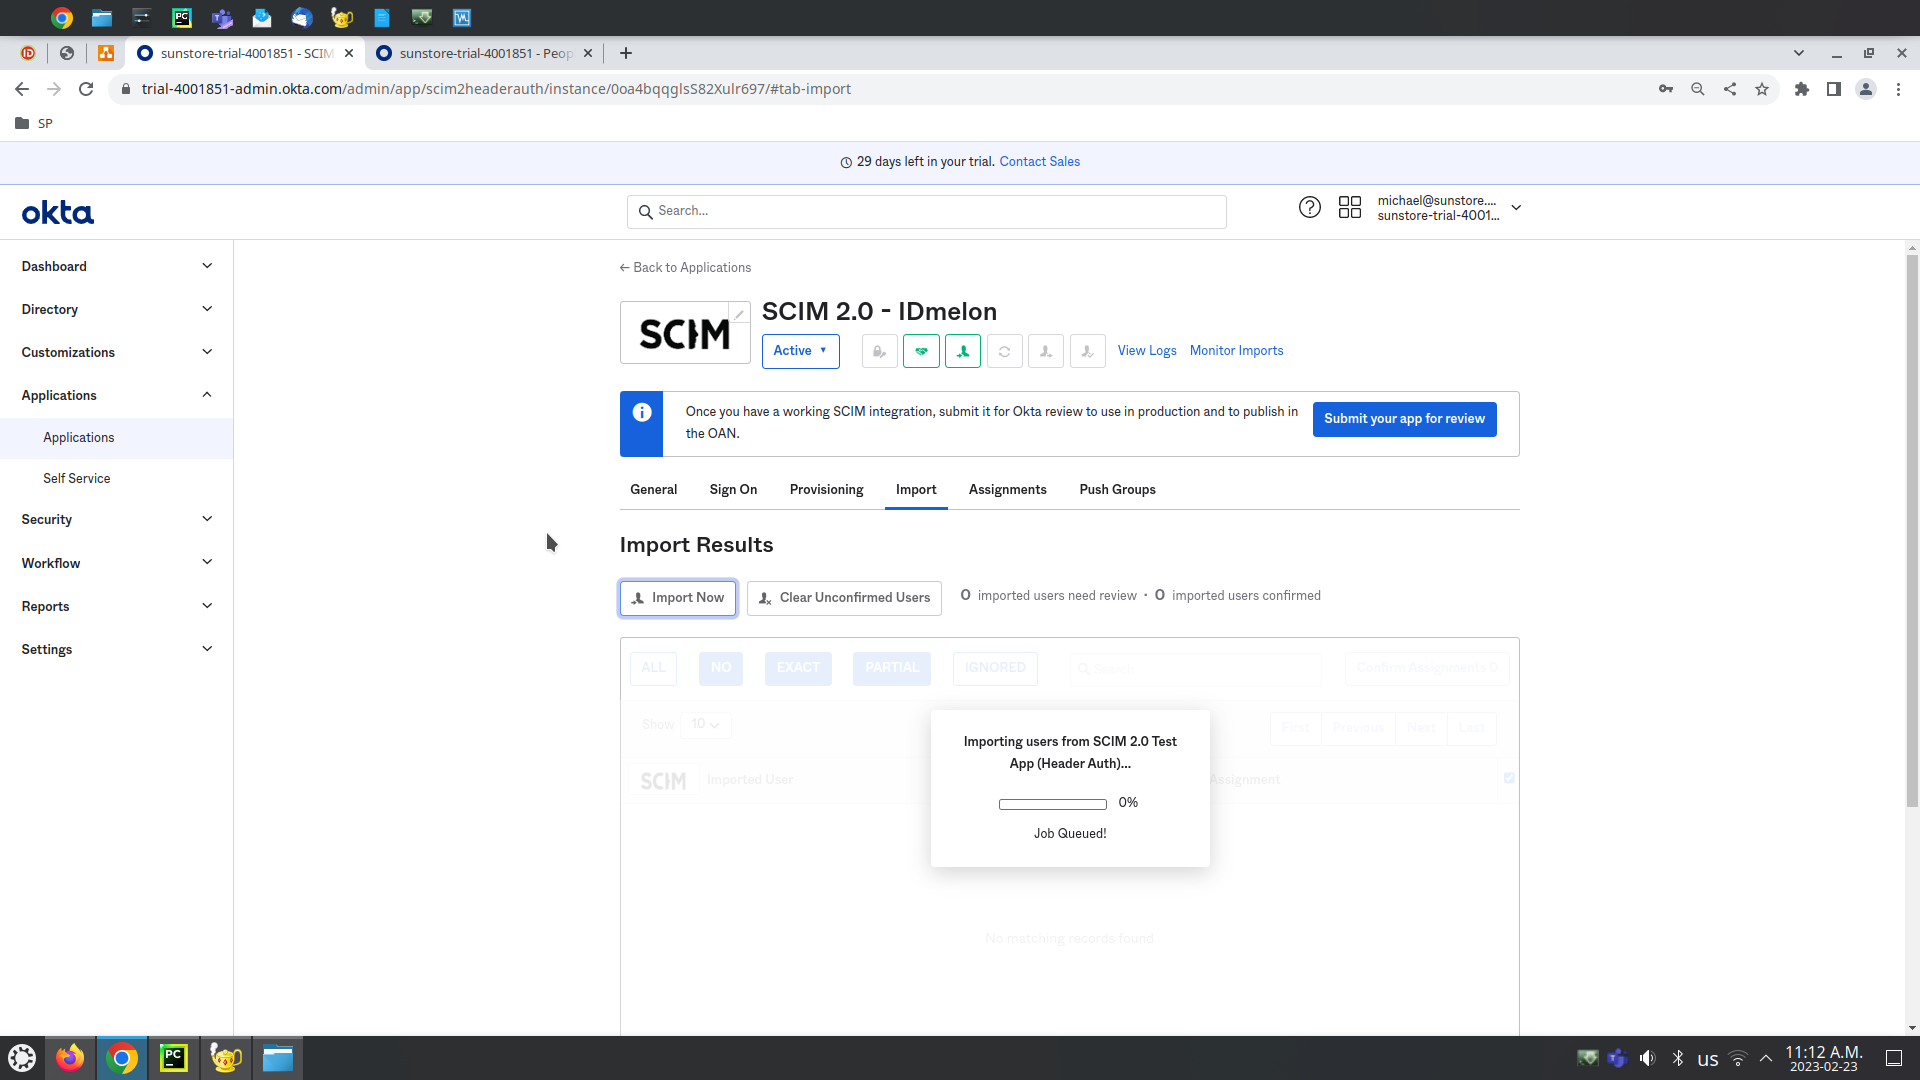 sunstore-trial-4001851 - SCIM
sunstore-trial-4001851 - Peop
trial-4001851-admin.okta.com/admin/app/scim2headerauth/instance/0oa4bqqglsS82Xulr697/#tab-import
SP
29 days left in your trial. Contact Sales
okta
Search...
michael@sunstore....
sunstore-trial-4001...
Dashboard
Directory
Customizations
Applications
Applications
Self Service
Security
Workflow
Reports
Settings
← Back to Applications
SCIM
SCIM 2.0 - IDmelon
Active
View Logs
Monitor Imports
Once you have a working SCIM integration, submit it for Okta review to use in production and to publish in
the OAN.
Submit your app for review
General
Sign On
Provisioning
Import
Assignments
Push Groups
Import Results
Import Now
Clear Unconfirmed Users
0 imported users need review • 0 imported users confirmed
ALL
NO
EXACT
PARTIAL
IGNORED
Search
Confirm Assignments 0
Show 10
First
Previous
Next
Last
SCIM
Imported User
Assignment
Importing users from SCIM 2.0 Test
App (Header Auth)...
0%
Job Queued!
No matching records found
PC
PC
us
11:12 A.M.
2023-02-23